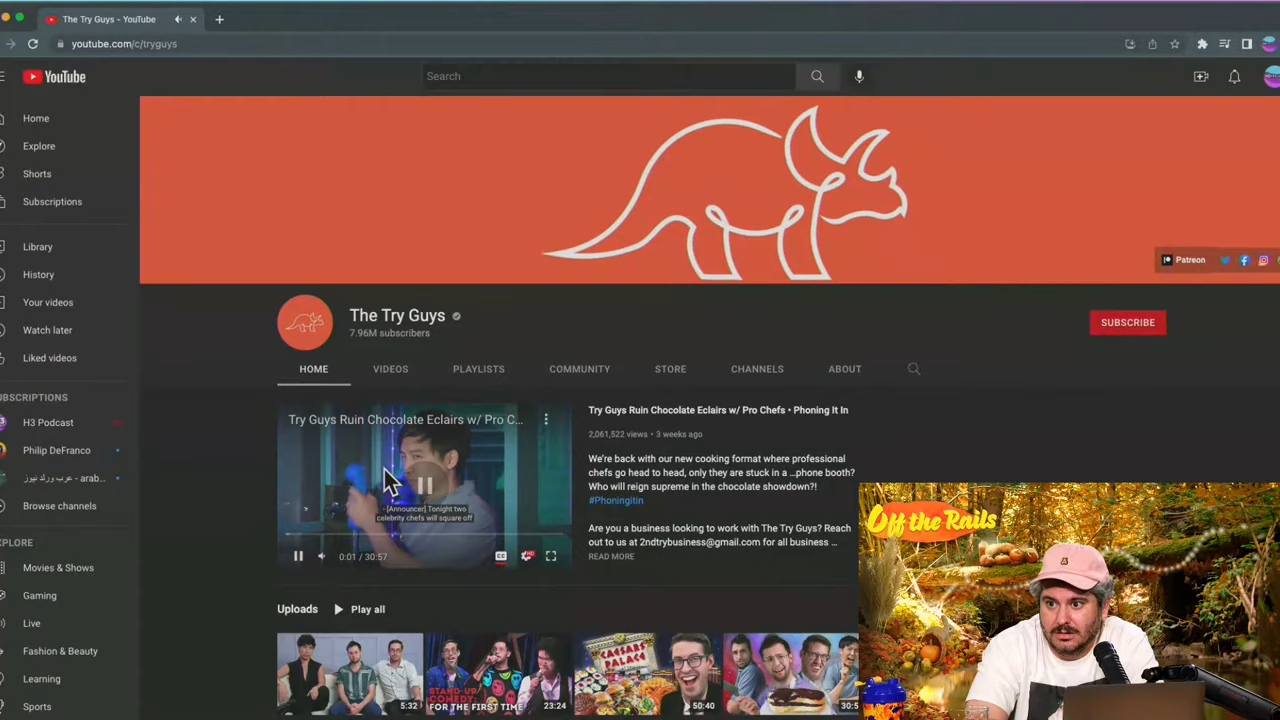 The Try Guys - YouTube
youtube.com/c/tryguys
YouTube
Search
Home
Explore
Shorts
Subscriptions
Library
History
Your videos
Watch later
Liked videos
SUBSCRIPTIONS
H3 Podcast
Philip DeFranco
عرب ورلد نيوز - arab...
Browse channels
EXPLORE
Movies & Shows
Gaming
Live
Fashion & Beauty
Learning
Sports
Patreon
The Try Guys
7.96M subscribers
SUBSCRIBE
HOME VIDEOS PLAYLISTS COMMUNITY STORE CHANNELS ABOUT
Try Guys Ruin Chocolate Eclairs w/ Pro C...
- [Announcer] Tonight two
celebrity chefs will square off
0:01 / 30:57
CC
Try Guys Ruin Chocolate Eclairs w/ Pro Chefs • Phoning It In
2,061,522 views • 3 weeks ago
We're back with our new cooking format where professional
chefs go head to head, only they are stuck in a ...phone booth?
Who will reign supreme in the chocolate showdown?!
#Phoningitin
Are you a business looking to work with The Try Guys? Reach
out to us at 2ndtrybusiness@gmail.com for all business ...
READ MORE
Uploads Play all
5:32
STAND-UP
COMEDY:
FOR THE FIRST TIME
23:24
CAESARS
PALACE
50:40
30:5
Off the Rails